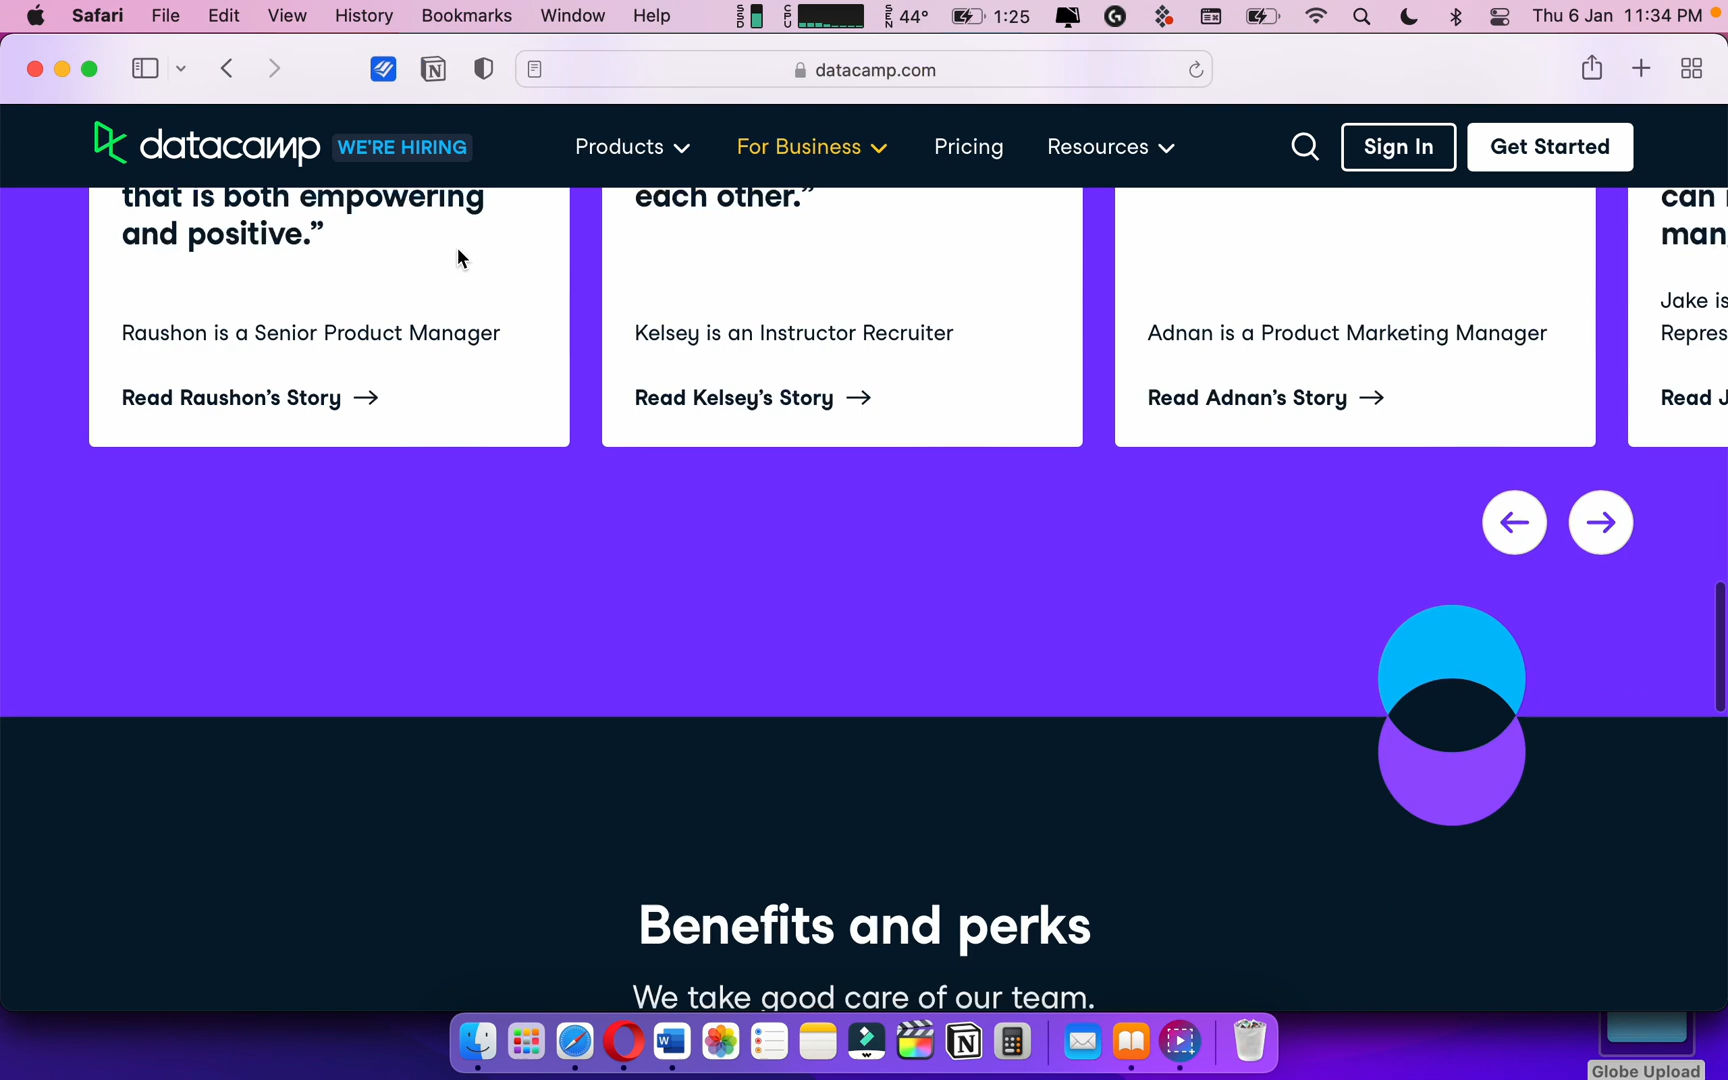 Safari File Edit View History Bookmarks Window Help SSD CPU SEN 44° 1:25 Thu 6 Jan 11:34 PM
datacamp.com
datacamp WE'RE HIRING Products For Business Pricing Resources Sign In Get Started
that is both empowering
and positive.”
each other.”
can
man
Raushon is a Senior Product Manager
Kelsey is an Instructor Recruiter
Adnan is a Product Marketing Manager
Jake is
Repres
Read Raushon’s Story →
Read Kelsey’s Story →
Read Adnan’s Story →
Read J
Benefits and perks
We take good care of our team.
Globe Upload